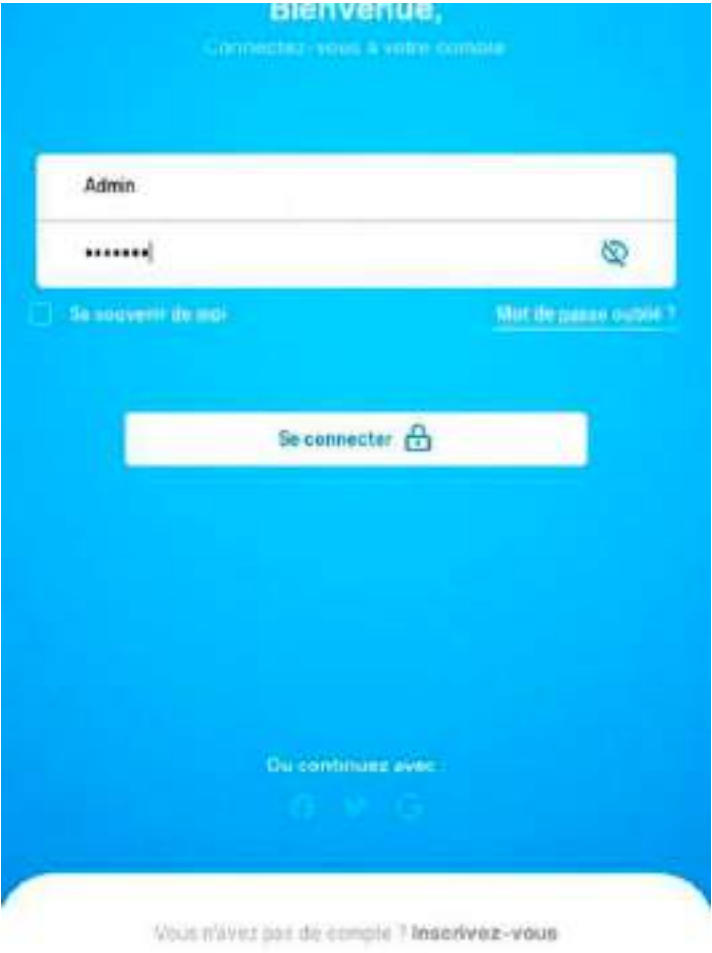 Bienvenue,
Connectez-vous à votre compte
Admin
•••••••
Se souvenir de moi
Mot de passe oublié ?
Se connecter
Ou continuez avec
Vous n'avez pas de compte ? Inscrivez-vous